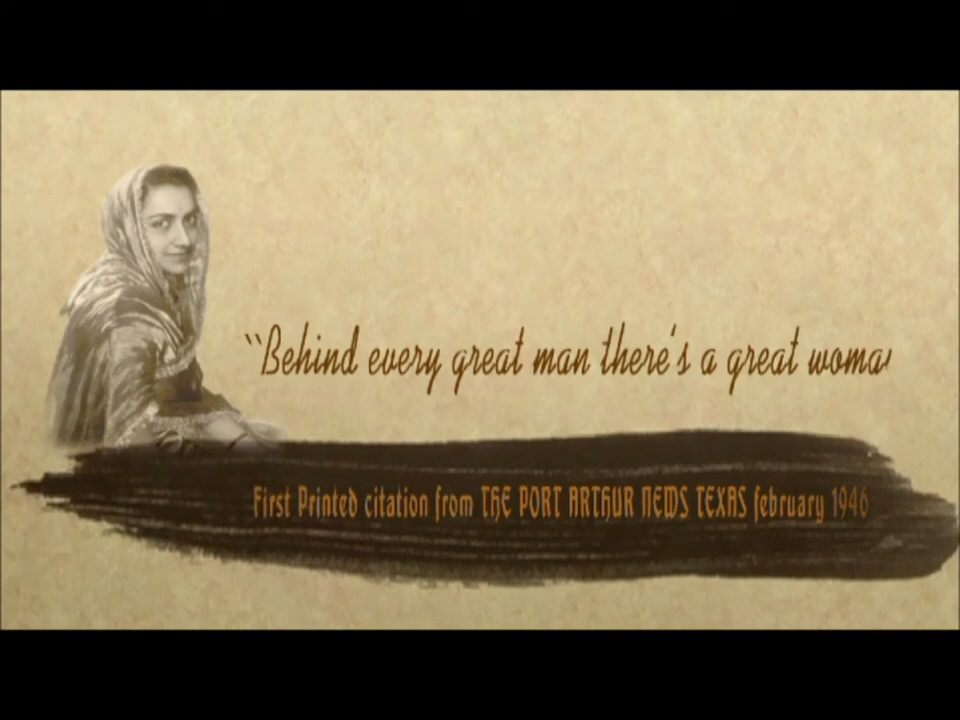 “Behind every great man there's a great woma
First Printed citation from THE PORT ARTHUR NEWS TEXAS february 1946